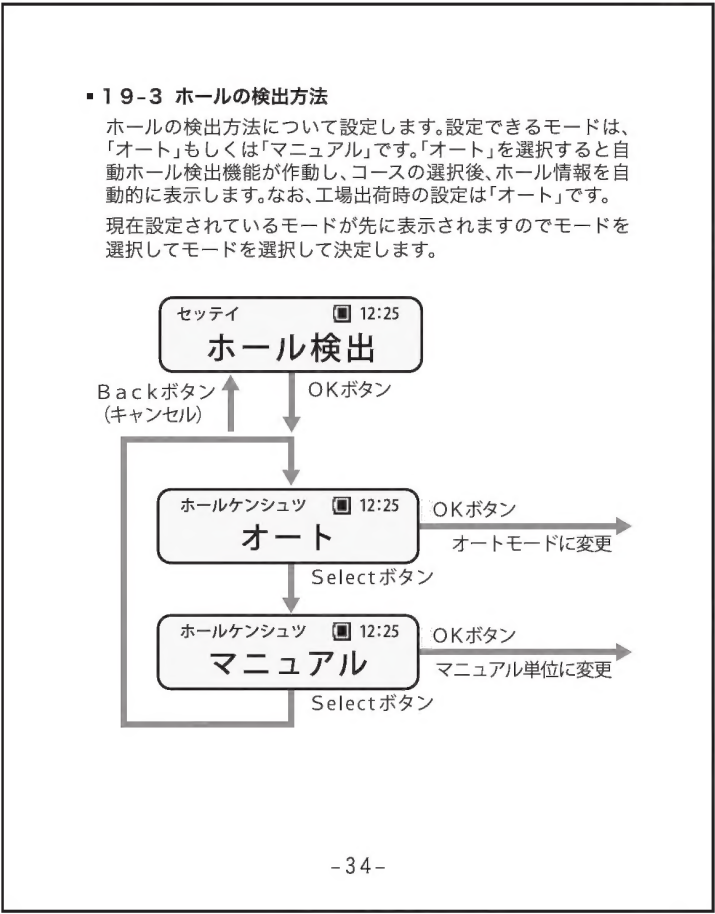 ▪19-3 ホールの検出方法
ホールの検出方法について設定します。設定できるモードは、
「オート」もしくは「マニュアル」です。「オート」を選択すると自
動ホール検出機能が作動し、コースの選択後、ホール情報を自
動的に表示します。なお、工場出荷時の設定は「オート」です。
現在設定されているモードが先に表示されますのでモードを
選択してモードを選択して決定します。
セッテイ 12:25
ホール検出
Backボタン
(キャンセル)
OKボタン
ホールケンシュツ 12:25
オート
OKボタン
オートモードに変更
Selectボタン
ホールケンシュツ 12:25
マニュアル
OKボタン
マニュアル単位に変更
Selectボタン
-34-